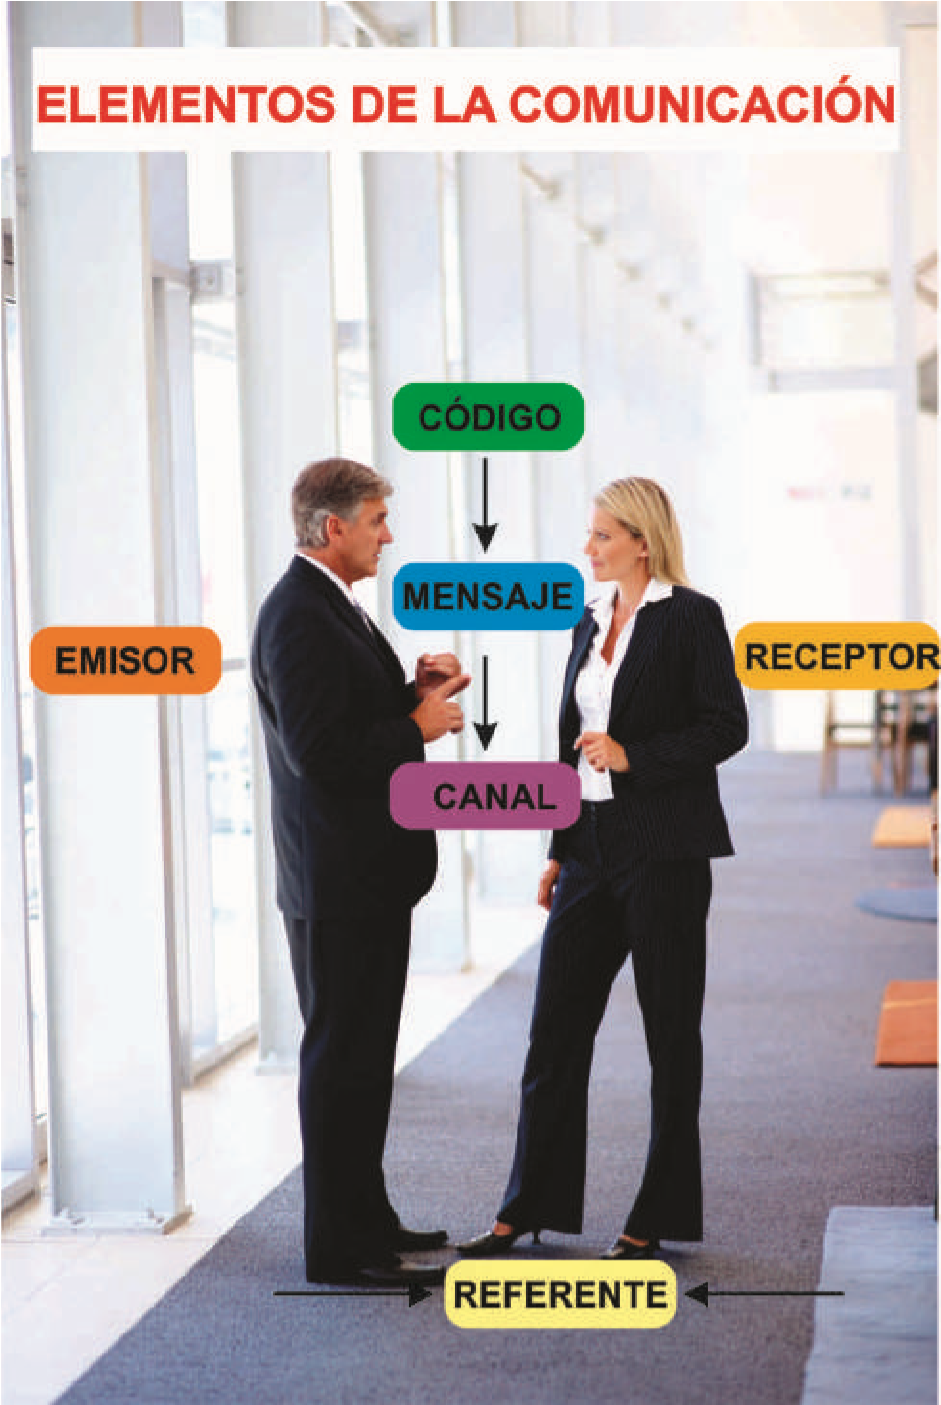 ELEMENTOS DE LA COMUNICACIÓN
CÓDIGO
MENSAJE
EMISOR
RECEPTOR
CANAL
REFERENTE